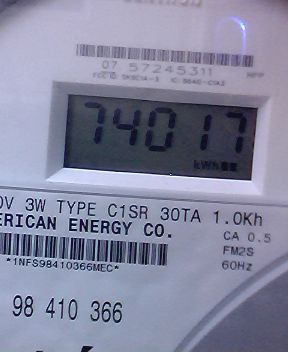 07 57245311
74017
kWh
0V 3W TYPE C1SR 30TA 1.0Kh
ERICAN ENERGY CO.
CA 0.5
FM2S
60Hz
*1NFS98410366MEC*
98 410 366